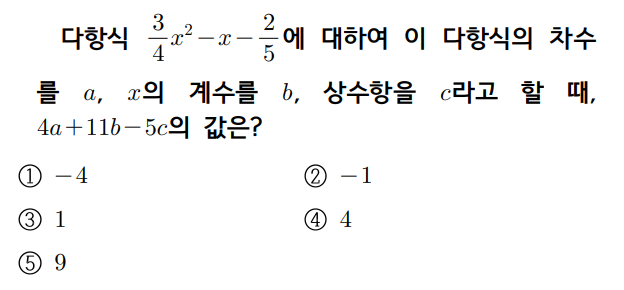 다항식 $\frac{3}{4}x^2-x-\frac{2}{5}$에 대하여 이 다항식의 차수
를 $a$, $x$의 계수를 $b$, 상수항을 $c$라고 할 때,
$4a+11b-5c$의 값은?
① $-4$ ② $-1$
③ $1$ ④ $4$
⑤ $9$